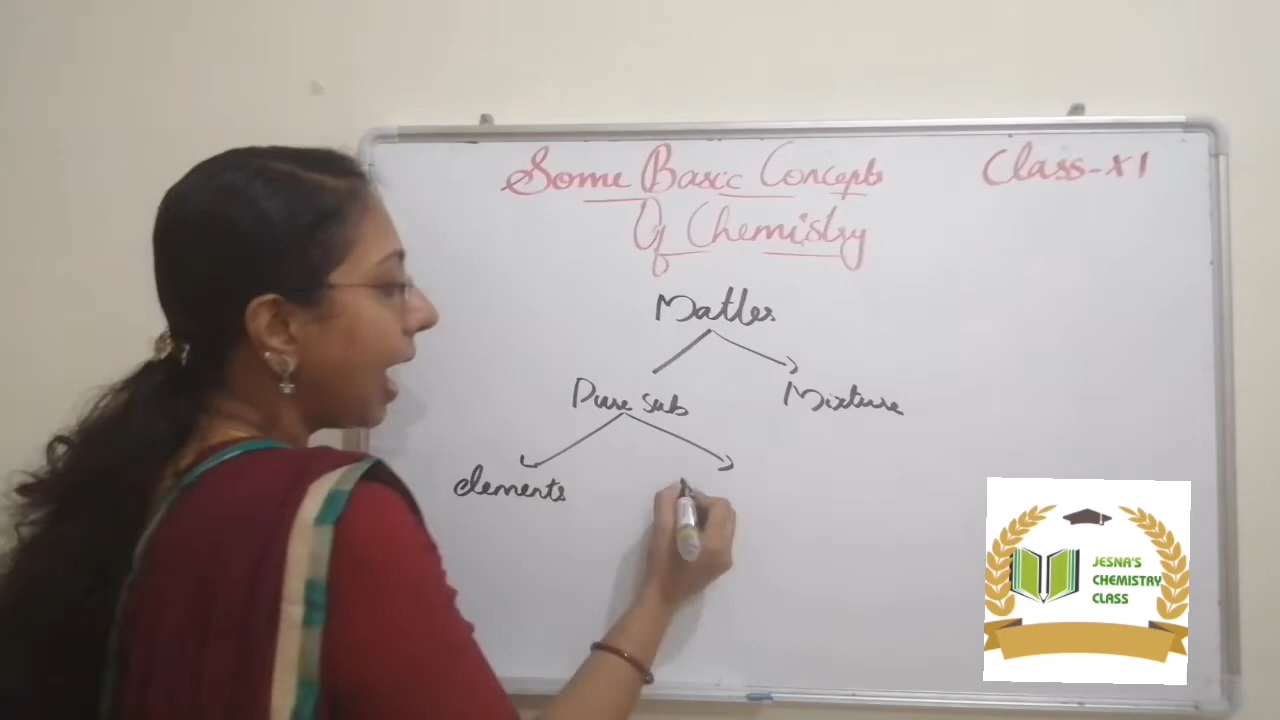 Some Basic Concepts Class-XI
Of Chemistry
Matter
Pure sub Mixture
elements
JESNA'S
CHEMISTRY
CLASS